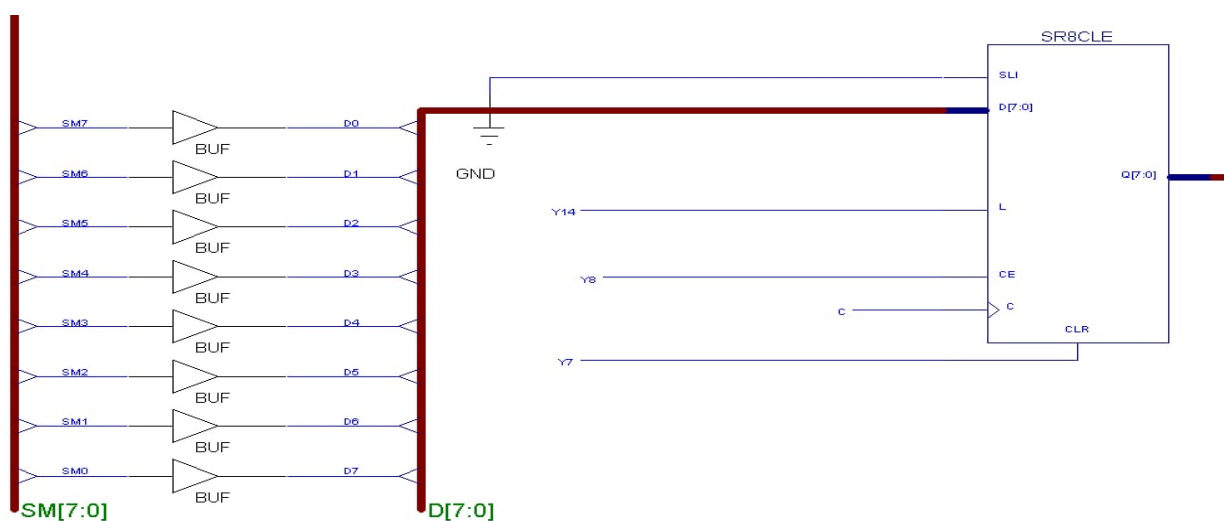 SR8CLE
SLI
D[7:0]
SM7 D0
BUF
SM6 D1
GND
Q[7:0]
BUF
Y14 L
SM5 D2
BUF
SM4 D3
Y8 CE
BUF
C C
SM3 D4
CLR
BUF
Y7
SM2 D5
BUF
SM1 D6
BUF
SM0 D7
BUF
SM[7:0] D[7:0]